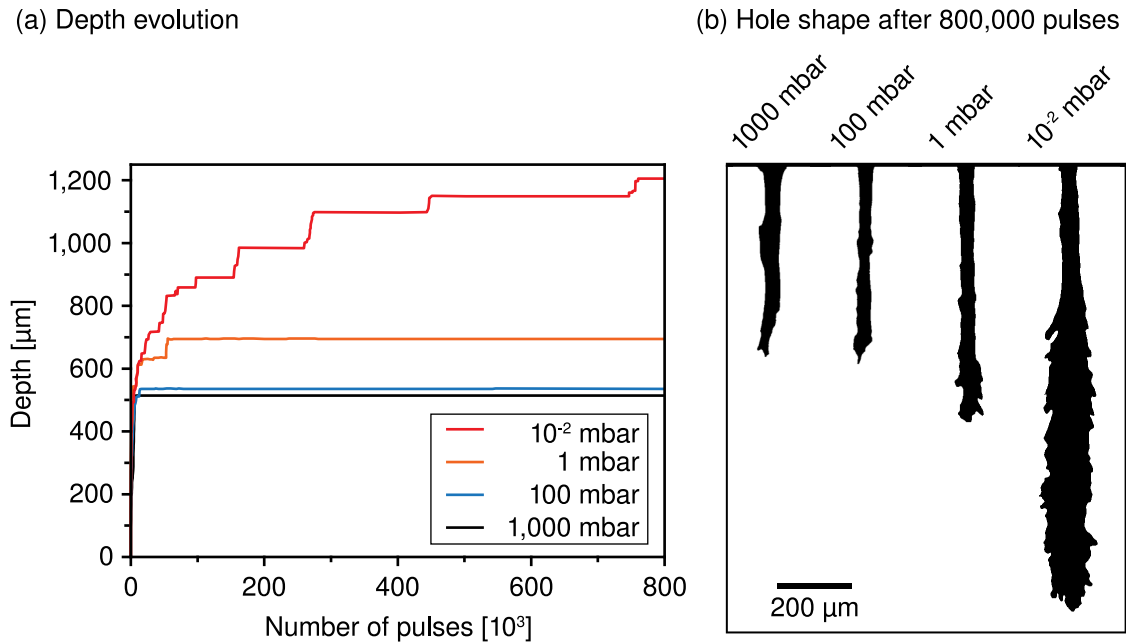 (a) Depth evolution
(b) Hole shape after 800,000 pulses
1000 mbar
100 mbar
1 mbar
10⁻² mbar
1,200
1,000
800
600
400
200
0
Depth [µm]
10⁻² mbar
1 mbar
100 mbar
1,000 mbar
0
200
400
600
800
Number of pulses [10³]
200 µm